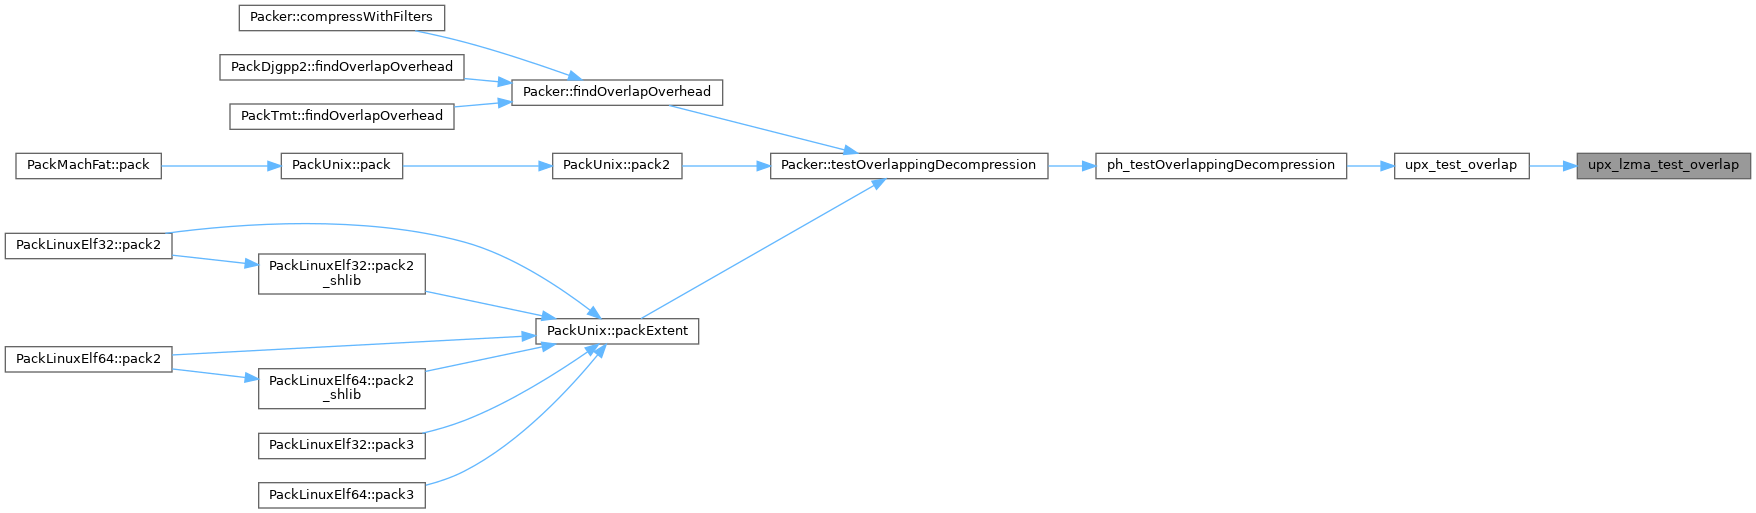 Packer::compressWithFilters
PackDjgpp2::findOverlapOverhead
Packer::findOverlapOverhead
PackTmt::findOverlapOverhead
PackMachFat::pack
PackUnix::pack
PackUnix::pack2
Packer::testOverlappingDecompression
ph_testOverlappingDecompression
upx_test_overlap
upx_lzma_test_overlap
PackLinuxElf32::pack2
PackLinuxElf32::pack2
_shlib
PackUnix::packExtent
PackLinuxElf64::pack2
PackLinuxElf64::pack2
_shlib
PackLinuxElf32::pack3
PackLinuxElf64::pack3